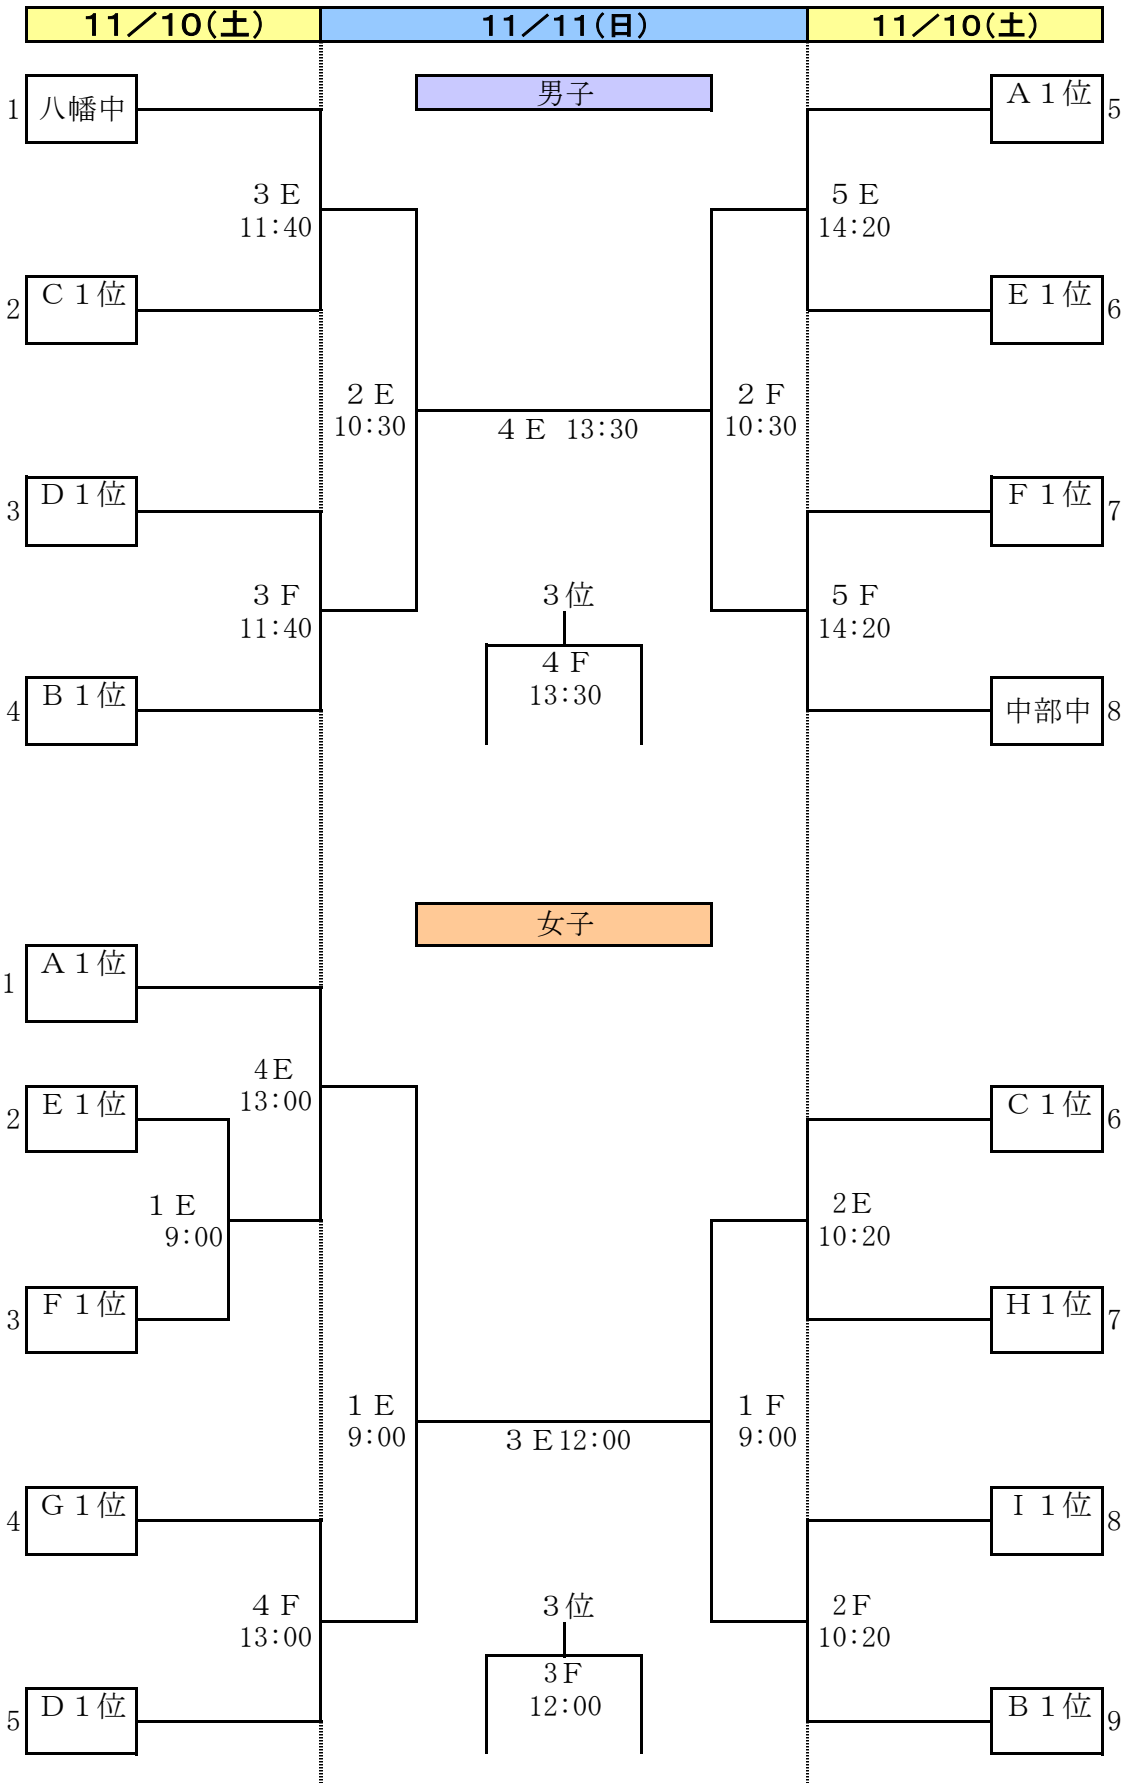 11／10(土)
11／11(日)
11／10(土)
男子
1 八幡中
A１位 5
３E
11:40
５E
14:20
2 C１位
E１位 6
２E
10:30
２F
10:30
４E 13:30
3 D１位
F１位 7
３F
11:40
５F
14:20
３位
４F
13:30
4 B１位
中部中 8
女子
1 A１位
4E
13:00
2 E１位
C１位 6
１E
9:00
2E
10:20
3 F１位
H１位 7
１E
9:00
１F
9:00
３E12:00
4 G１位
I１位 8
４F
13:00
2F
10:20
３位
3F
12:00
5 D１位
B１位 9